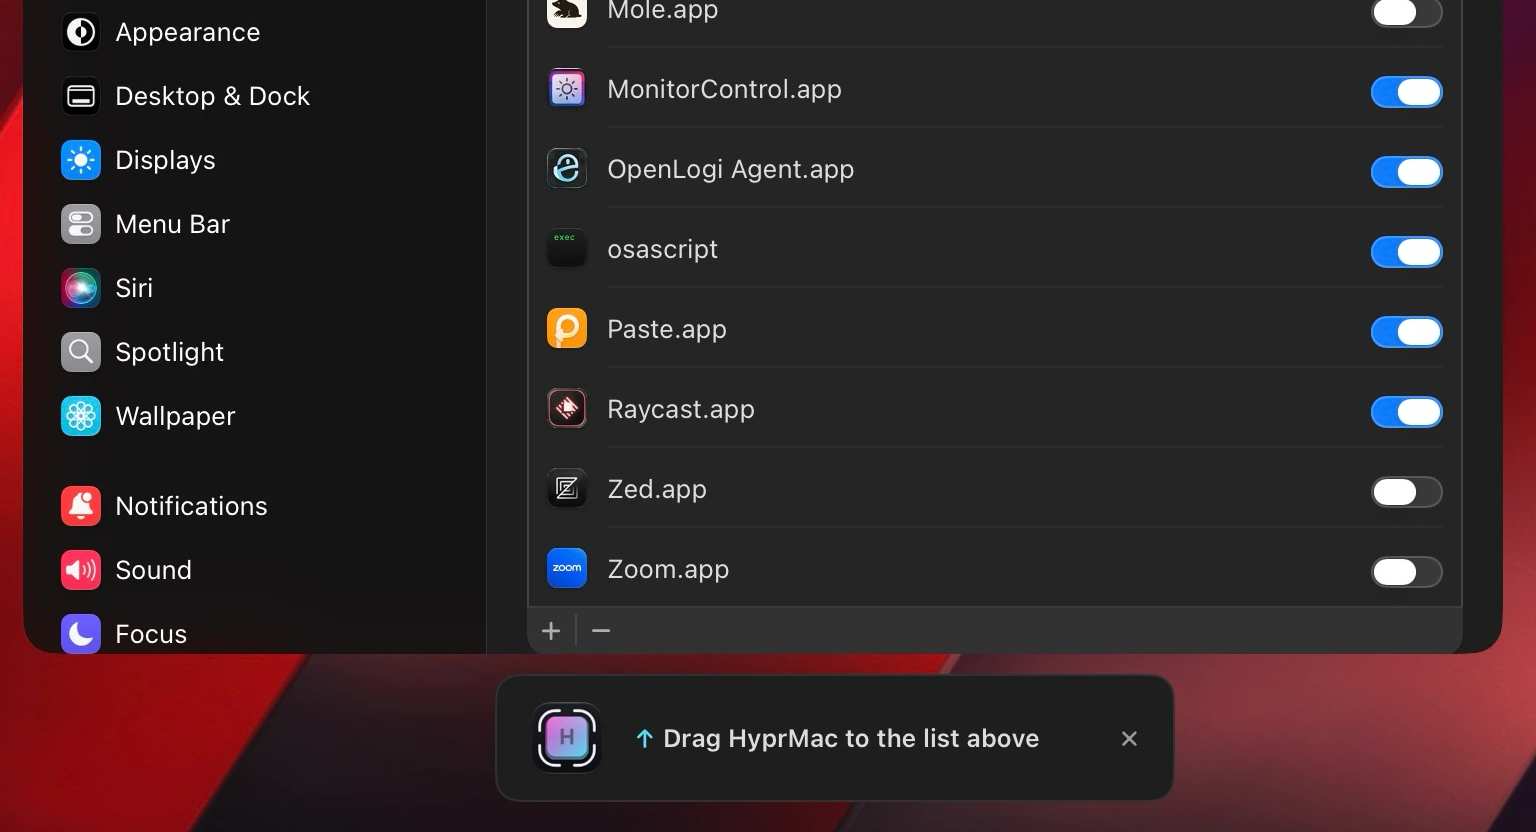 Appearance
Desktop & Dock
Displays
Menu Bar
Siri
Spotlight
Wallpaper
Notifications
Sound
Focus
Mole.app
MonitorControl.app
OpenLogi Agent.app
exec
osascript
Paste.app
Raycast.app
Zed.app
zoom
Zoom.app
H
↑ Drag HyprMac to the list above